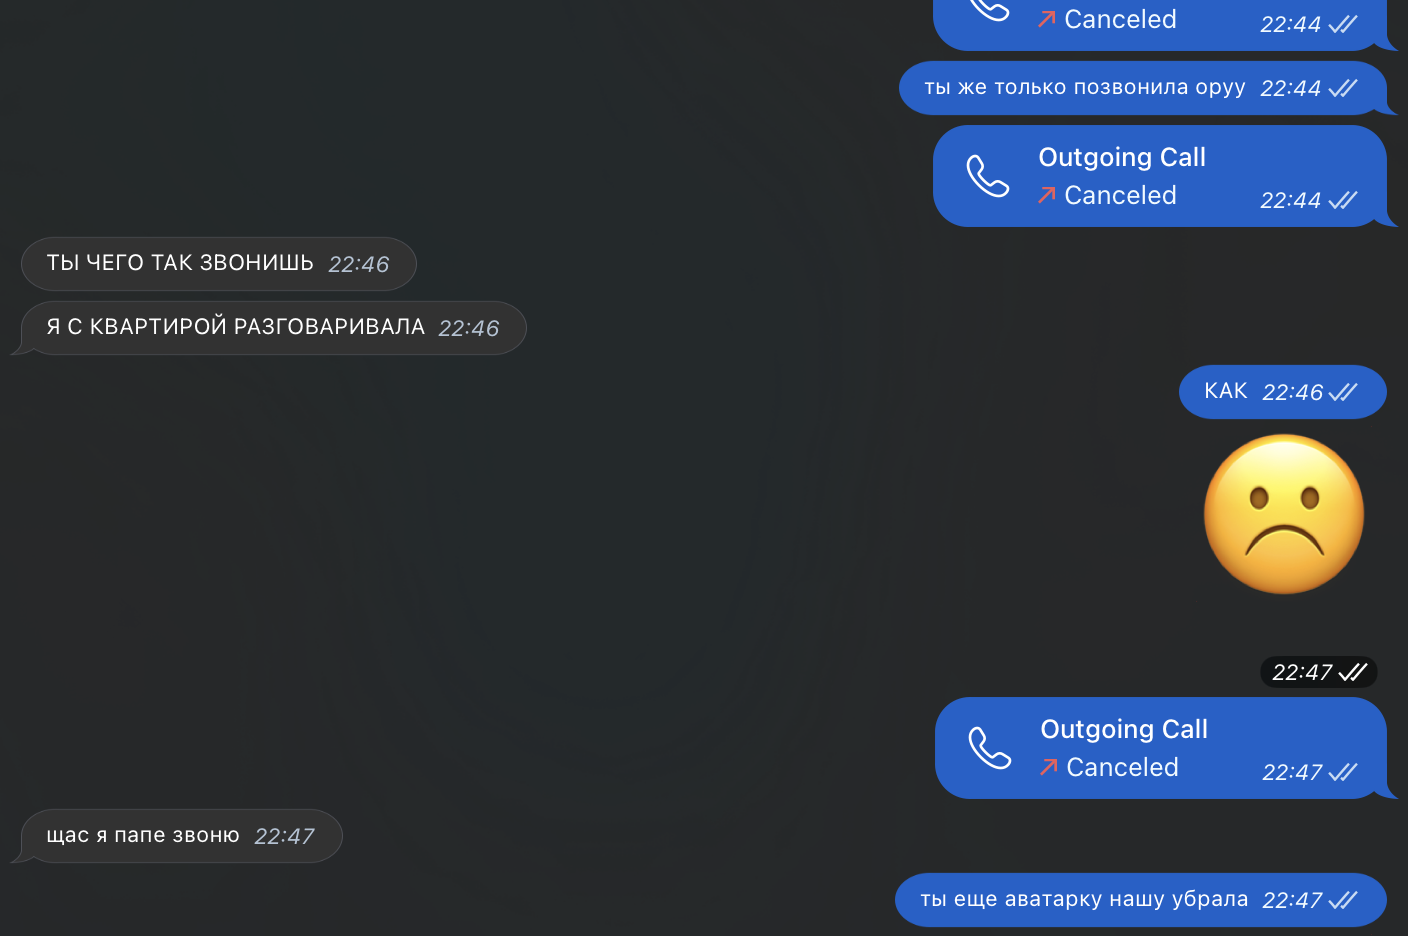 Canceled
22:44
ты же только позвонила оруу 22:44
Outgoing Call
Canceled
22:44
ТЫ ЧЕГО ТАК ЗВОНИШЬ 22:46
Я С КВАРТИРОЙ РАЗГОВАРИВАЛА 22:46
КАК 22:46
22:47
Outgoing Call
Canceled
22:47
щас я папе звоню 22:47
ты еще аватарку нашу убрала 22:47